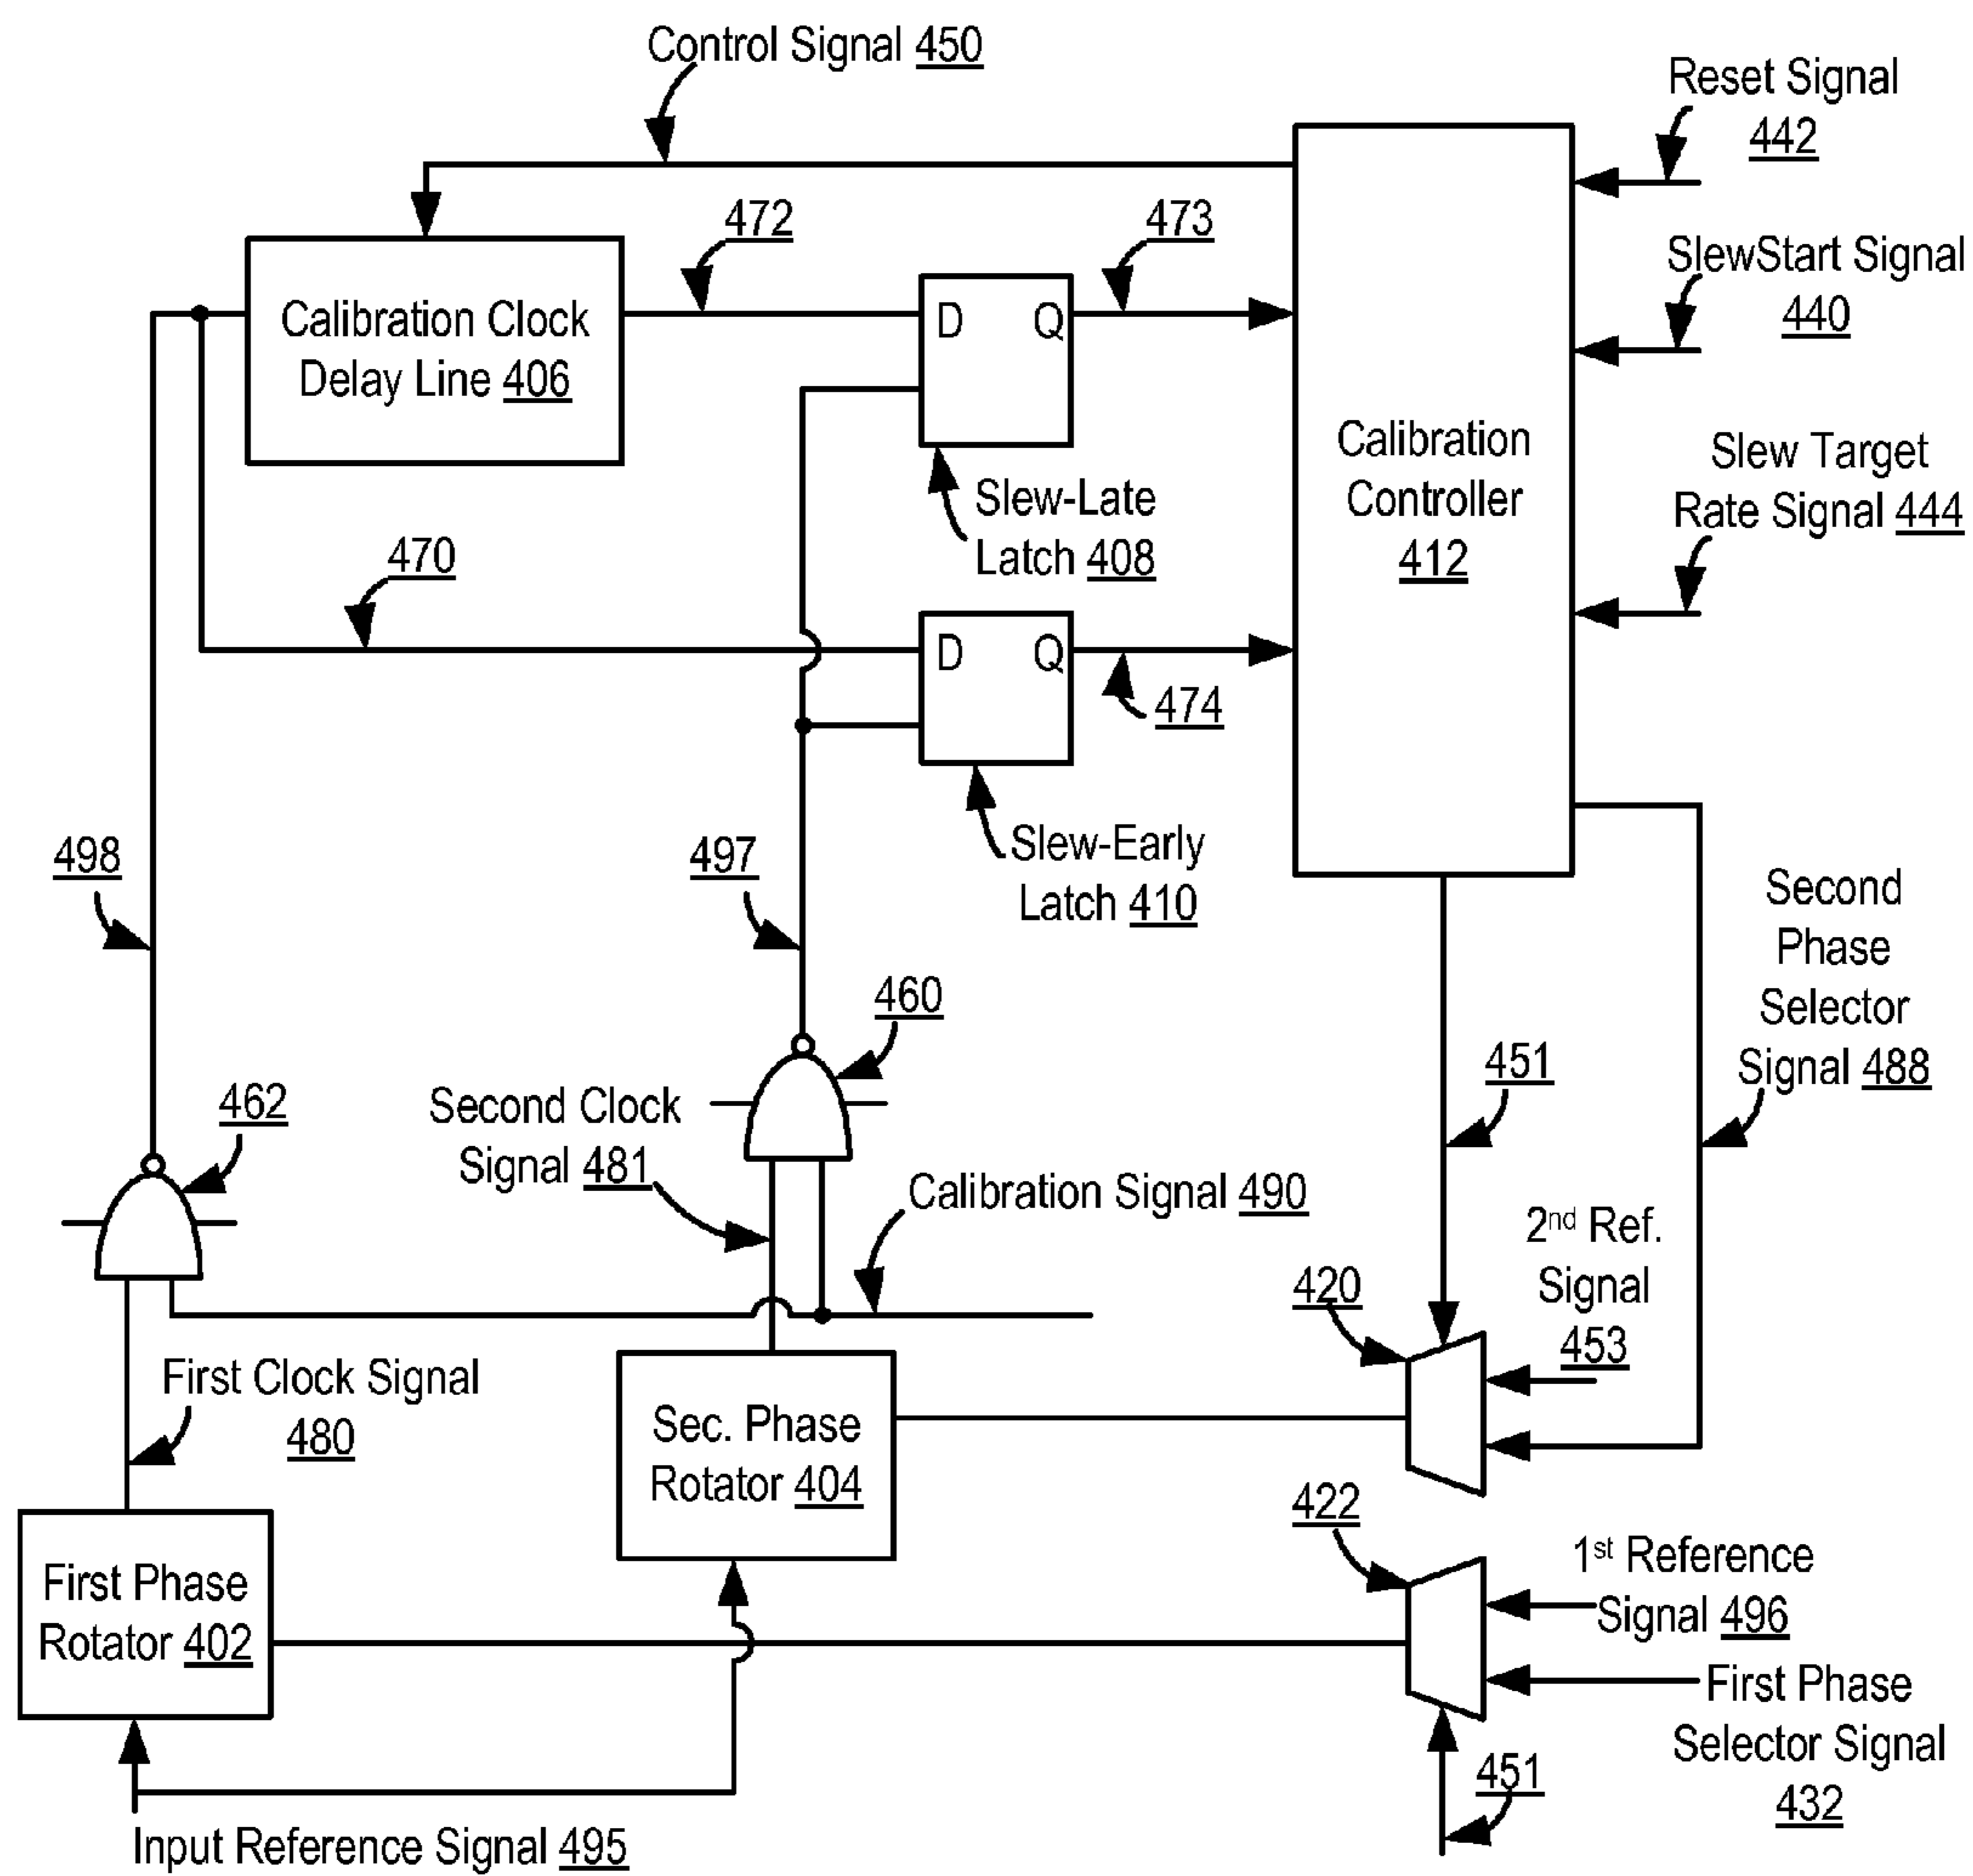 Control Signal 450
Reset Signal
442
472
473
SlewStart Signal
440
Calibration Clock
Delay Line 406
D
Q
Slew-Late
Latch 408
Calibration
Controller
412
Slew Target
Rate Signal 444
470
D
Q
474
498
497
Slew-Early
Latch 410
Second
Phase
Selector
Signal 488
460
451
462
Second Clock
Signal 481
Calibration Signal 490
2nd Ref.
Signal
453
420
First Clock Signal
480
Sec. Phase
Rotator 404
422
1st Reference
Signal 496
First Phase
Rotator 402
First Phase
Selector Signal
432
451
Input Reference Signal 495